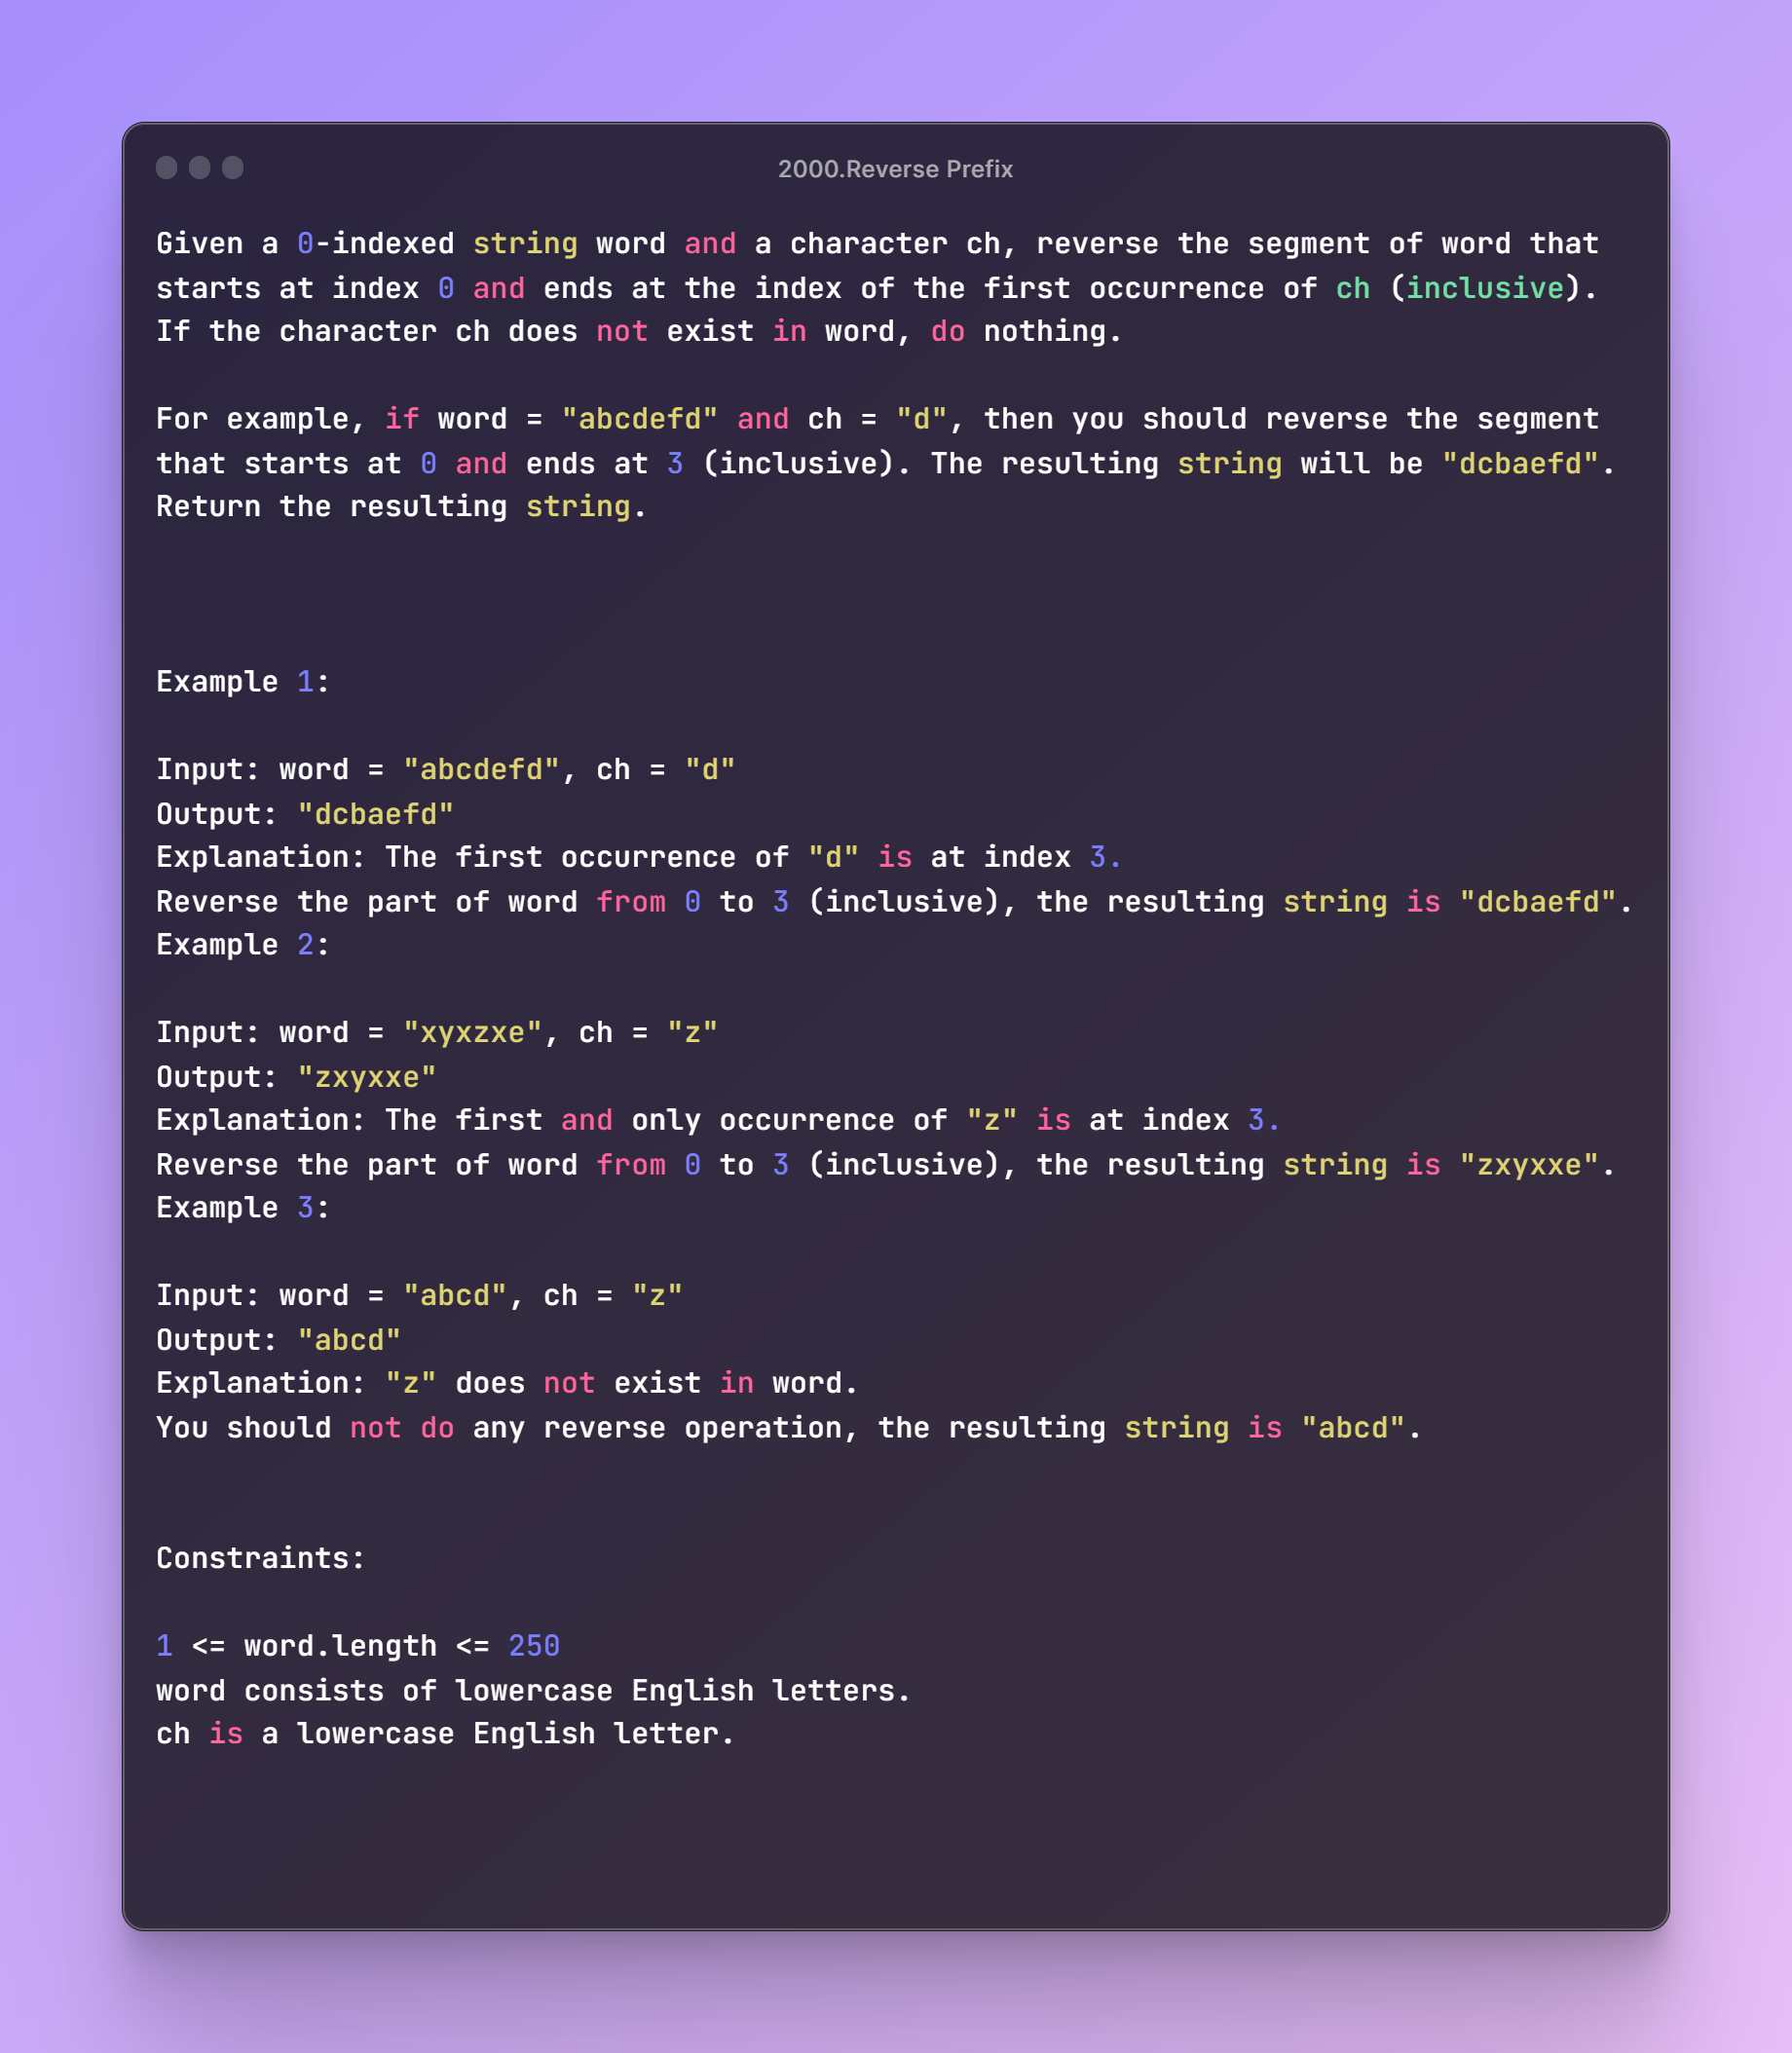 2000.Reverse Prefix
Given a 0-indexed string word and a character ch, reverse the segment of word that
starts at index 0 and ends at the index of the first occurrence of ch (inclusive).
If the character ch does not exist in word, do nothing.
For example, if word = "abcdefd" and ch = "d", then you should reverse the segment
that starts at 0 and ends at 3 (inclusive). The resulting string will be "dcbaefd".
Return the resulting string.
Example 1:
Input: word = "abcdefd", ch = "d"
Output: "dcbaefd"
Explanation: The first occurrence of "d" is at index 3.
Reverse the part of word from 0 to 3 (inclusive), the resulting string is "dcbaefd".
Example 2:
Input: word = "xyxzxe", ch = "z"
Output: "zxyxxe"
Explanation: The first and only occurrence of "z" is at index 3.
Reverse the part of word from 0 to 3 (inclusive), the resulting string is "zxyxxe".
Example 3:
Input: word = "abcd", ch = "z"
Output: "abcd"
Explanation: "z" does not exist in word.
You should not do any reverse operation, the resulting string is "abcd".
Constraints:
1 <= word.length <= 250
word consists of lowercase English letters.
ch is a lowercase English letter.